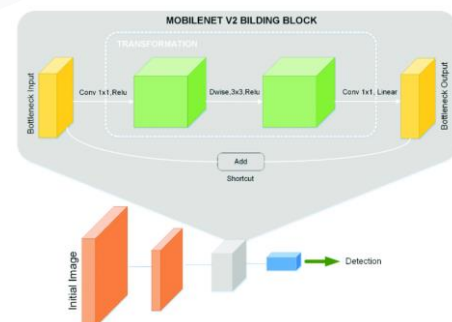 MOBILENET V2 BILDING BLOCK
TRANSFORMATION
Bottleneck Input
Conv 1x1,Relu
Dwise,3x3.Relu
Conv 1x1, Linear
Bottleneck Output
Add
Shortcut
Initial Image
Detection